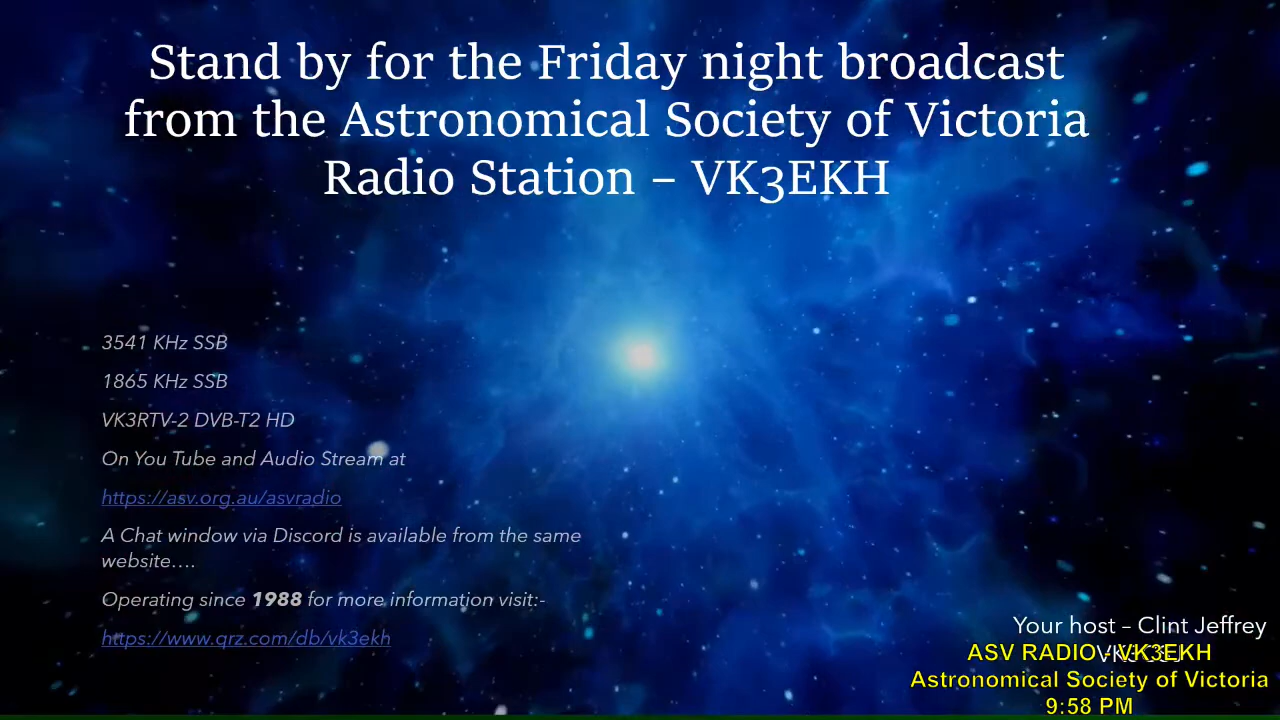 Stand by for the Friday night broadcast
from the Astronomical Society of Victoria
Radio Station – VK3EKH
3541 KHz SSB
1865 KHz SSB
VK3RTV-2 DVB-T2 HD
On You Tube and Audio Stream at
https://asv.org.au/asvradio
A Chat window via Discord is available from the same
website….
Operating since 1988 for more information visit:-
https://www.qrz.com/db/vk3ekh
Your host – Clint Jeffrey
ASV RADIO - VK3EKH
Astronomical Society of Victoria
9:58 PM